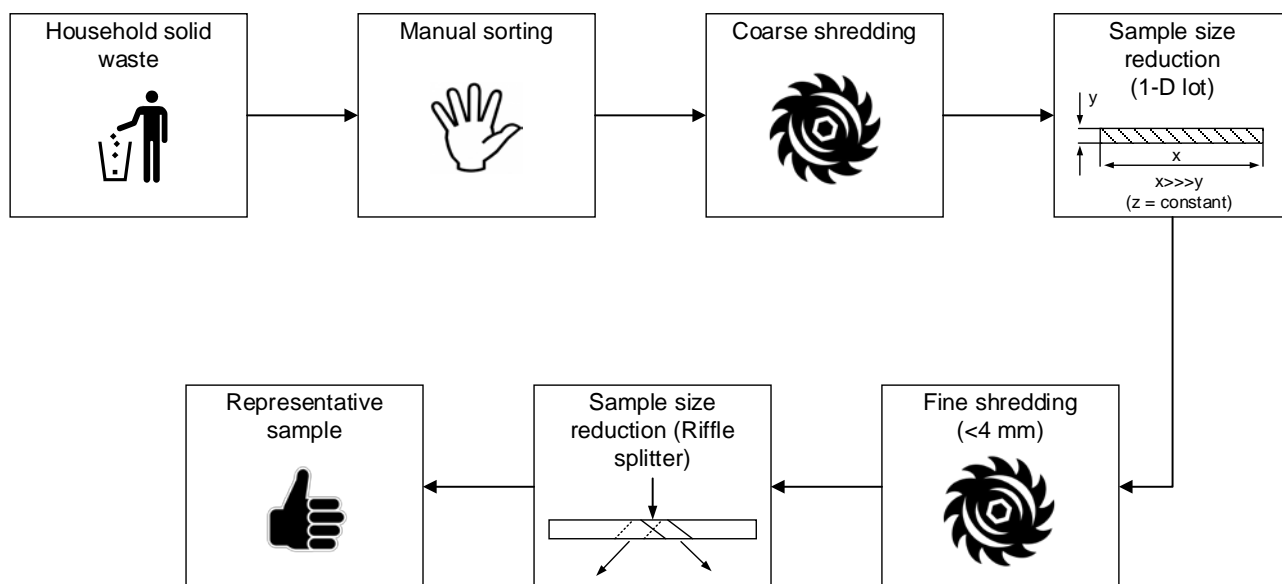 Household solid
waste
Manual sorting
Coarse shredding
Sample size
reduction
(1-D lot)
y
x
x>>>y
(z = constant)
Representative
sample
Sample size
reduction (Riffle
splitter)
Fine shredding
(<4 mm)